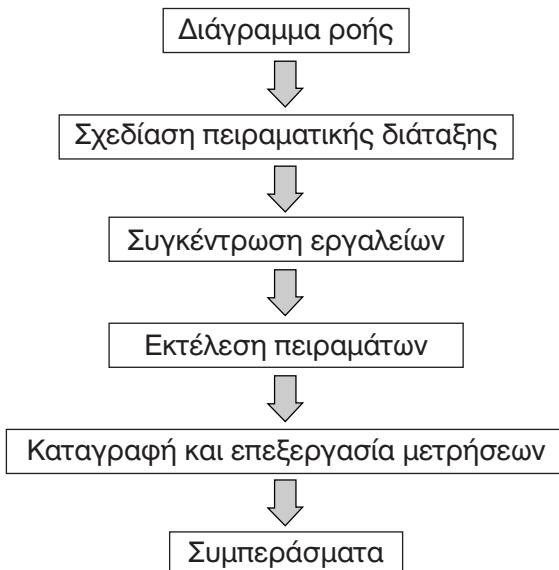 Διάγραμμα ροής
Σχεδίαση πειραματικής διάταξης
Συγκέντρωση εργαλείων
Εκτέλεση πειραμάτων
Καταγραφή και επεξεργασία μετρήσεων
Συμπεράσματα